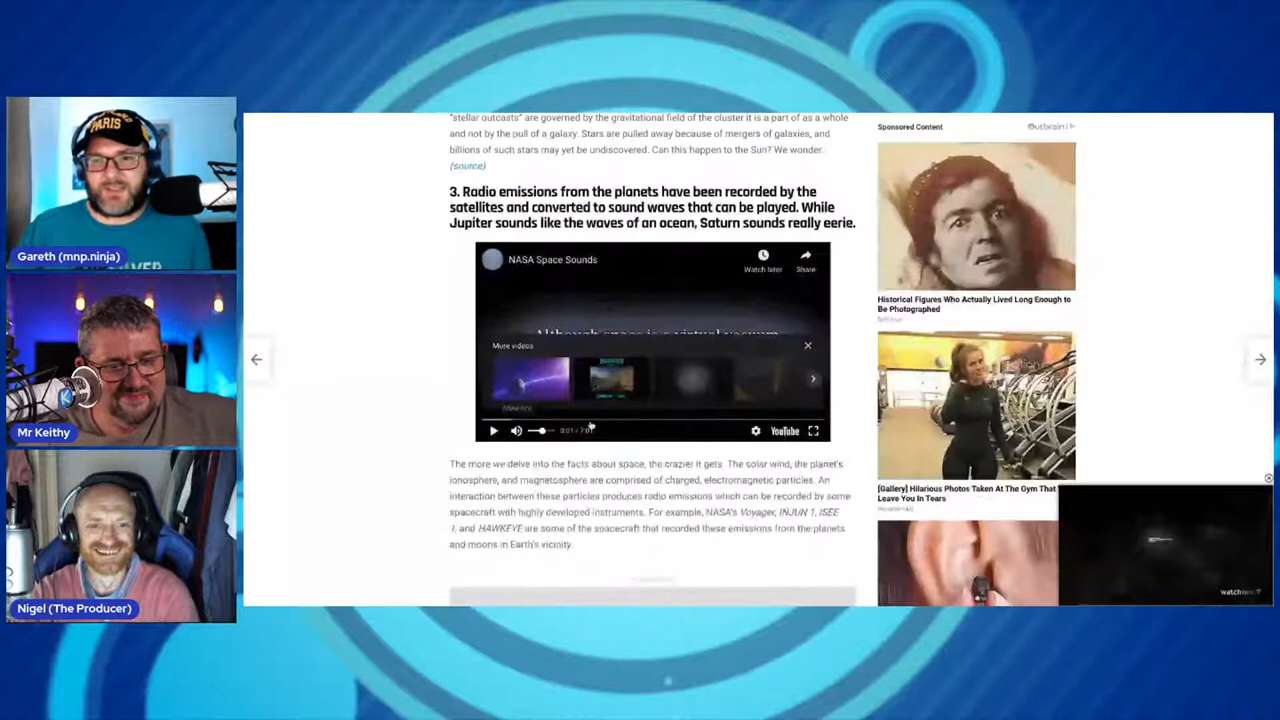 PARIS
Gareth (mnp.ninja)
Mr Keithy
Nigel (The Producer)
"stellar outcasts" are governed by the gravitational field of the cluster it is a part of as a whole
and not by the pull of a galaxy. Stars are pulled away because of mergers of galaxies, and
billions of such stars may yet be undiscovered. Can this happen to the Sun? We wonder.
(source)
3. Radio emissions from the planets have been recorded by the
satellites and converted to sound waves that can be played. While
Jupiter sounds like the waves of an ocean, Saturn sounds really eerie.
NASA Space Sounds
Watch later
Share
Although space is a virtual vacuum
More videos
0:01 / 7:01
YouTube
The more we delve into the facts about space, the crazier it gets. The solar wind, the planet's
ionosphere, and magnetosphere are comprised of charged, electromagnetic particles. An
interaction between these particles produces radio emissions which can be recorded by some
spacecraft with highly developed instruments. For example, NASA's Voyager, INJUN 1, ISEE
1, and HAWKEYE are some of the spacecraft that recorded these emissions from the planets
and moons in Earth's vicinity.
Sponsored Content
Outbrain
Historical Figures Who Actually Lived Long Enough to
Be Photographed
[Gallery] Hilarious Photos Taken At The Gym That
Leave You In Tears